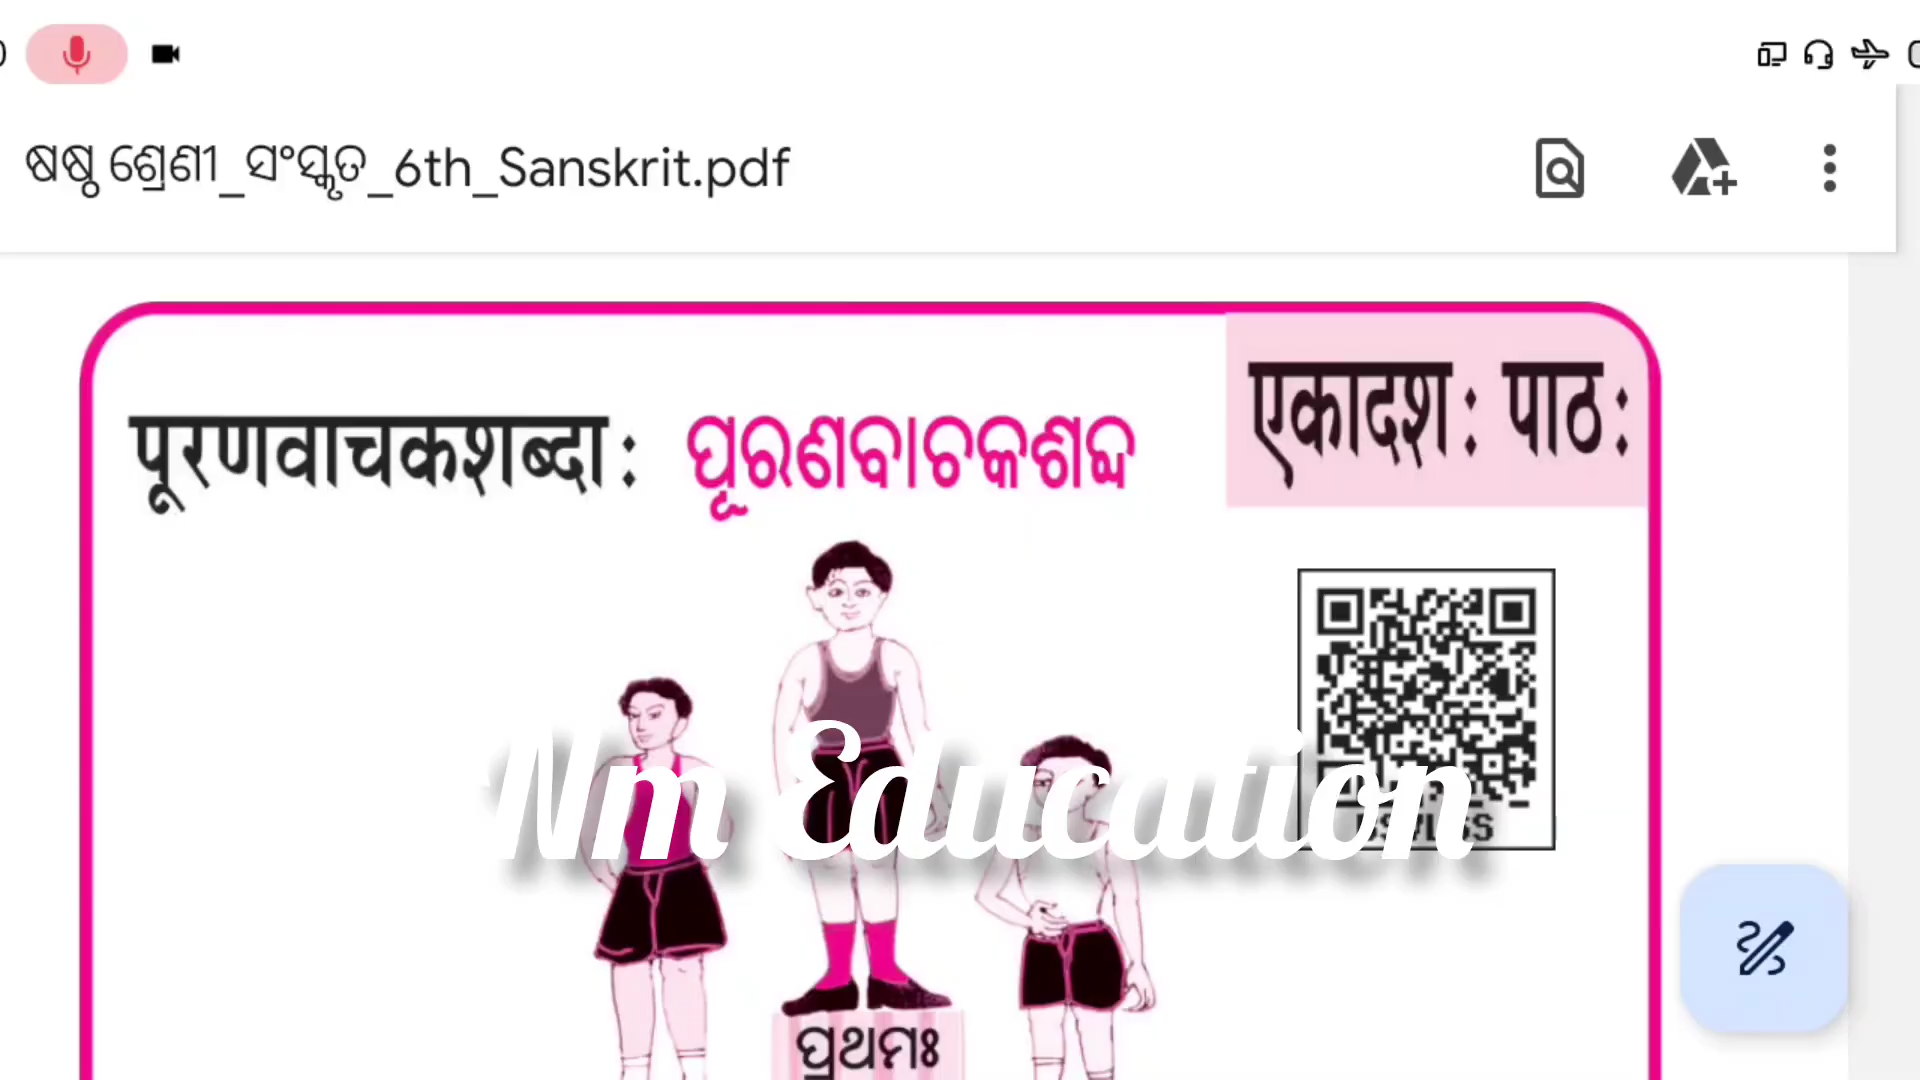 ଷଷ୍ଠ ଶ୍ରେଣୀ_ସଂସ୍କୃତ_6th_Sanskrit.pdf
एकादशः पाठः
पूरणवाचकशब्दाः ପୂରଣବାଚକଶବ୍ଦ
Nm Education
ପ୍ରଥମଃ